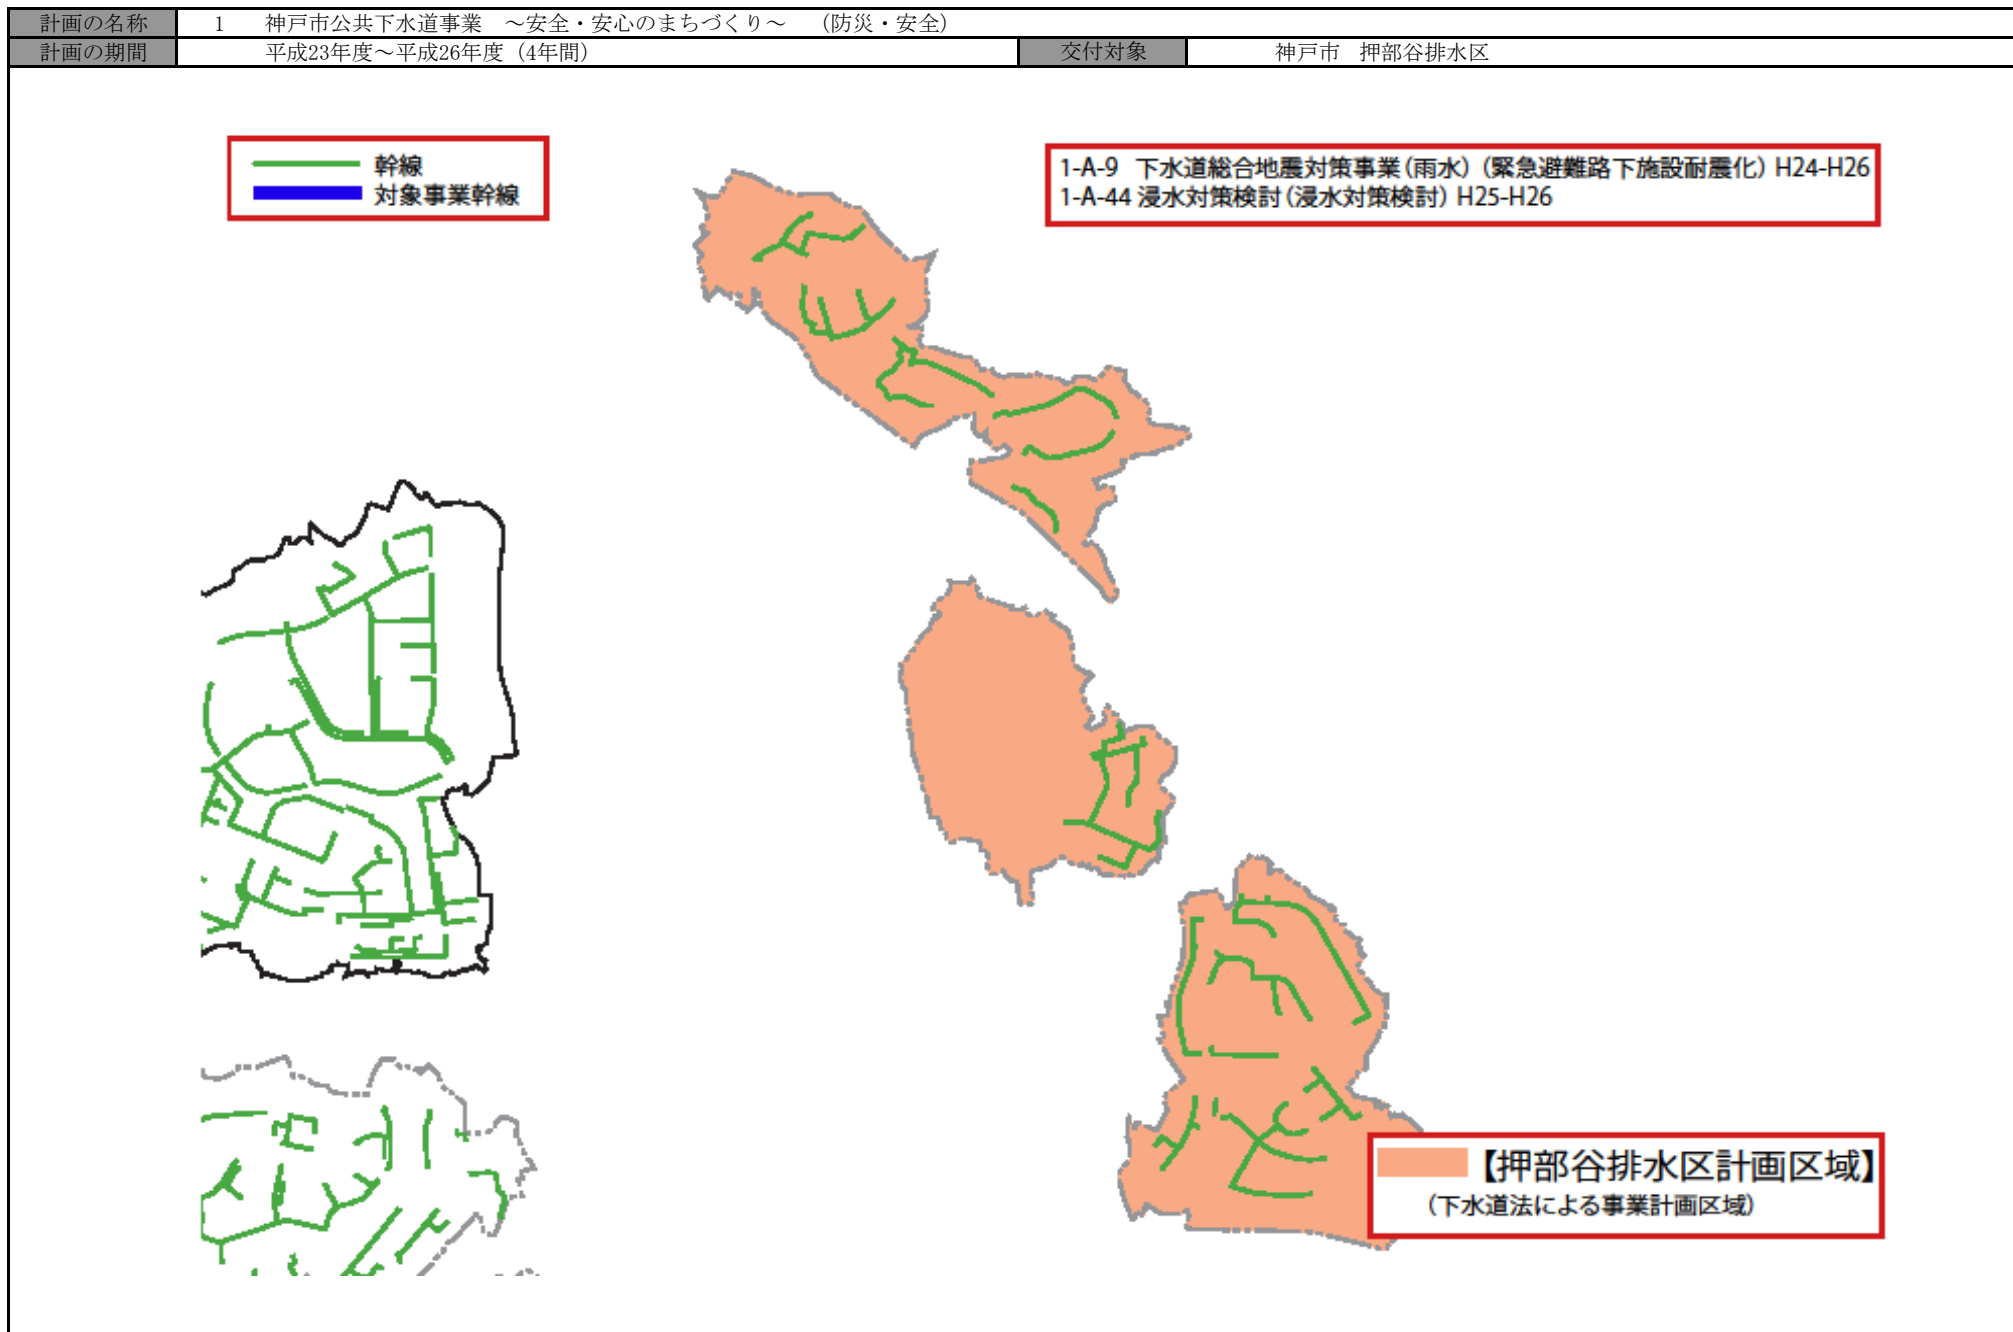 計画の名称 1 神戸市公共下水道事業 ～安全・安心のまちづくり～ （防災・安全）
計画の期間 平成23年度～平成26年度（4年間） 交付対象 神戸市 押部谷排水区
幹線
対象事業幹線
1-A-9 下水道総合地震対策事業（雨水）（緊急避難路下施設耐震化） H24-H26
1-A-44 浸水対策検討（浸水対策検討） H25-H26
【押部谷排水区計画区域】
（下水道法による事業計画区域）